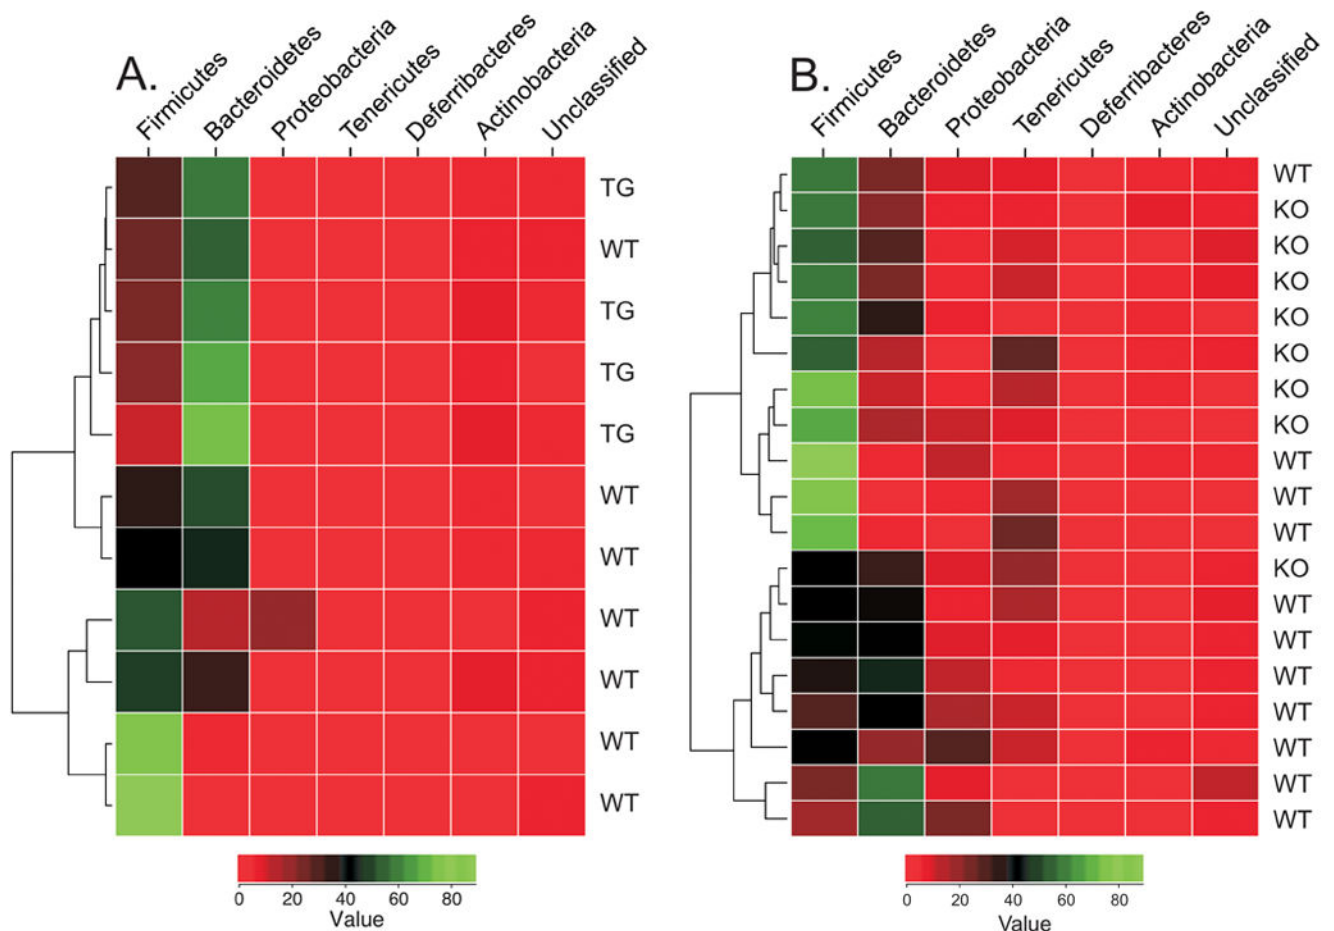 A.
Firmicutes
Bacteroidetes
Proteobacteria
Tenericutes
Deferribacteres
Actinobacteria
Unclassified
TG
WT
TG
TG
TG
WT
WT
WT
WT
WT
WT
0 20 40 60 80
Value
B.
Firmicutes
Bacteroidetes
Proteobacteria
Tenericutes
Deferribacteres
Actinobacteria
Unclassified
WT
KO
KO
KO
KO
KO
KO
KO
WT
WT
WT
KO
WT
WT
WT
WT
WT
WT
WT
0 20 40 60 80
Value